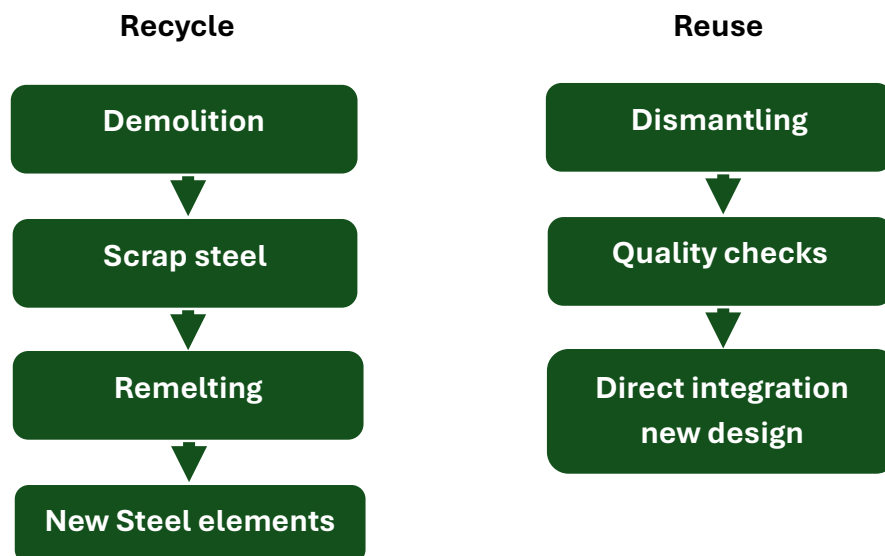 Recycle
Demolition
Scrap steel
Remelting
New Steel elements
Reuse
Dismantling
Quality checks
Direct integration
new design